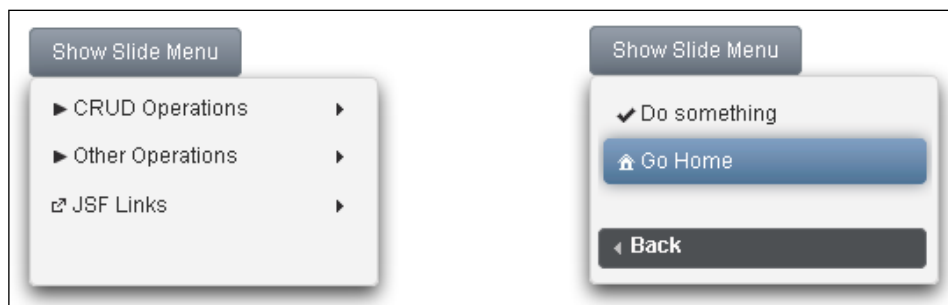 Show Slide Menu
CRUD Operations
Other Operations
JSF Links
Show Slide Menu
Do something
Go Home
Back